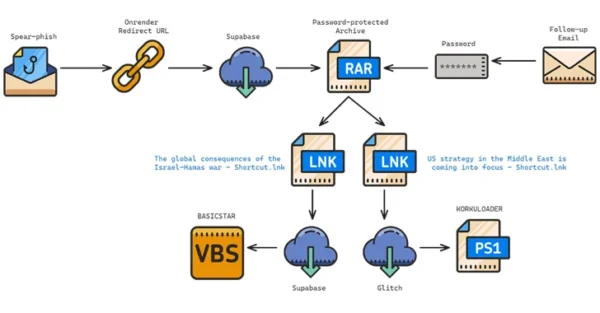 Spear-phish
Onrender
Redirect URL
Supabase
Password-protected
Archive
Password
Follow-up
Email
RAR
*******
The global consequences of the
Israel-Hamas war - Shortcut.lnk
LNK
LNK
US strategy in the Middle East is
coming into focus - Shortcut.lnk
BASICSTAR
VBS
Supabase
Glitch
KORKULOADER
PS1